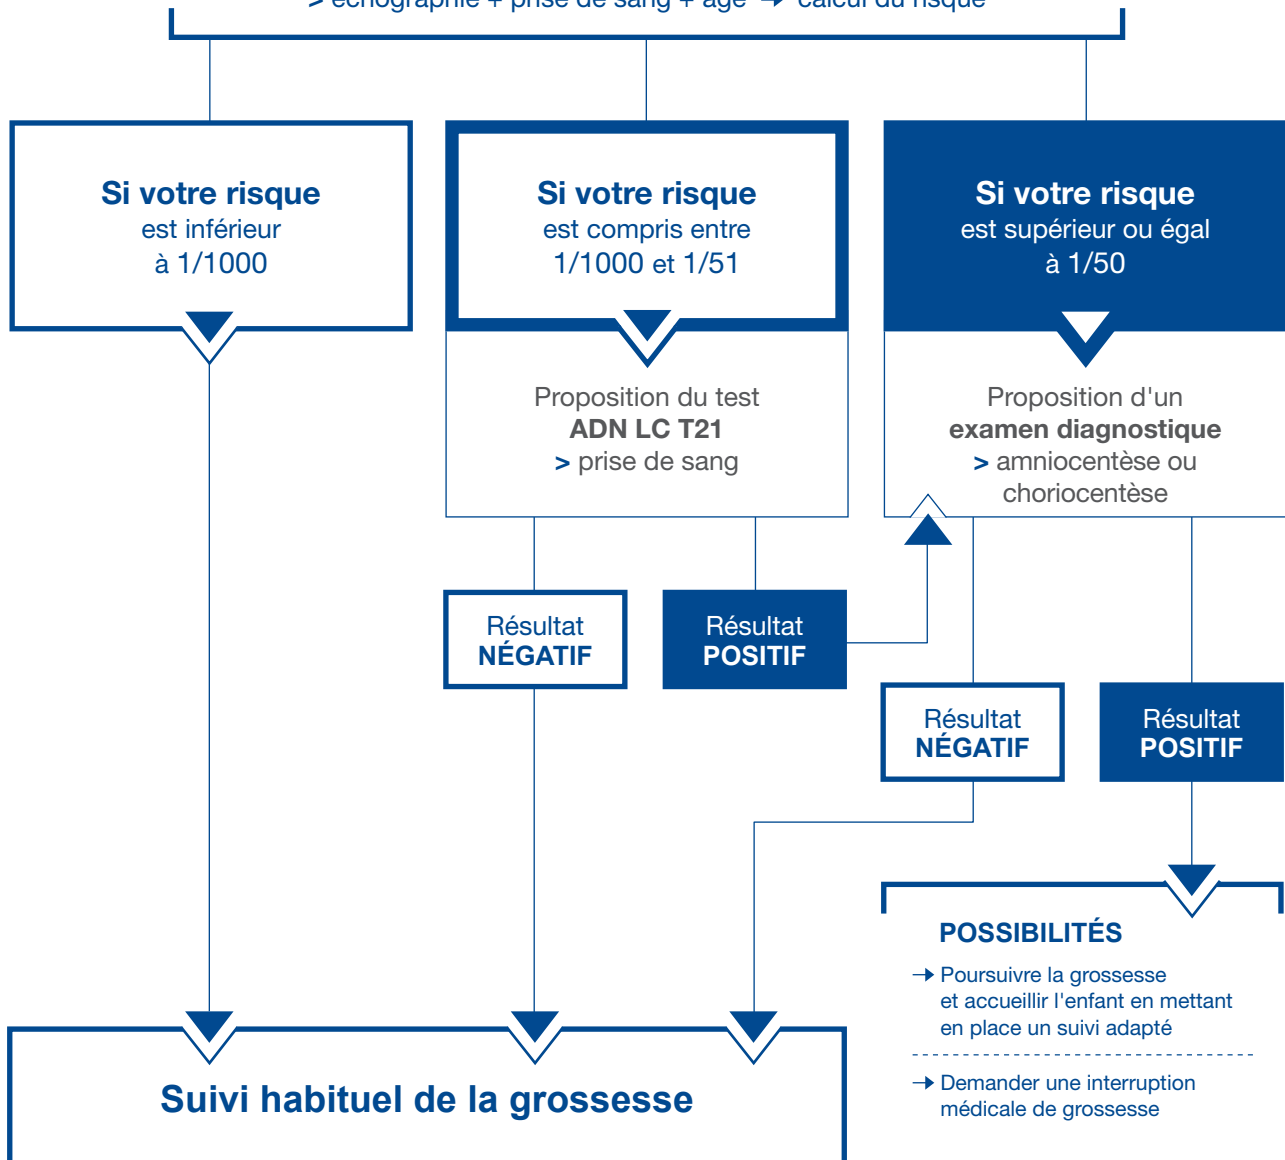 > échographie + prise de sang + âge → calcul du risque
Si votre risque
est inférieur
à 1/1000
Si votre risque
est compris entre
1/1000 et 1/51
Si votre risque
est supérieur ou égal
à 1/50
Proposition du test
ADN LC T21
> prise de sang
Proposition d'un
examen diagnostique
> amniocentèse ou
choriocentèse
Résultat
NÉGATIF
Résultat
POSITIF
Résultat
NÉGATIF
Résultat
POSITIF
POSSIBILITÉS
→ Poursuivre la grossesse
et accueillir l'enfant en mettant
en place un suivi adapté
→ Demander une interruption
médicale de grossesse
Suivi habituel de la grossesse